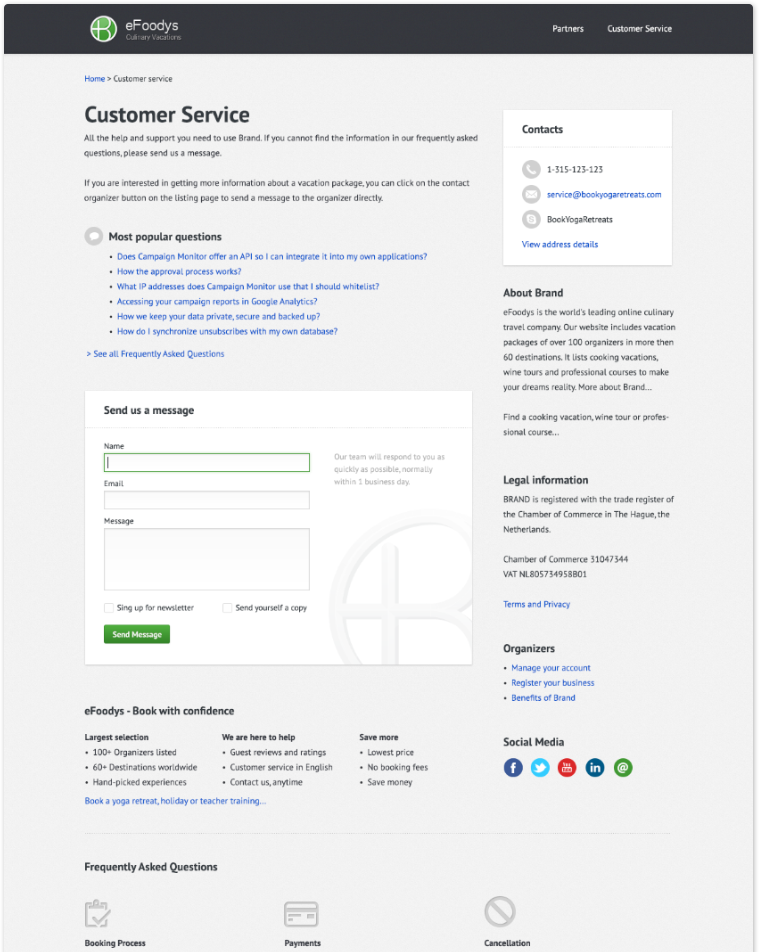 eFoodys
Culinary Vacations
Partners
Customer Service
Home > Customer service
Customer Service
All the help and support you need to use Brand. If you cannot find the information in our frequently asked
questions, please send us a message.
If you are interested in getting more information about a vacation package, you can click on the contact
organizer button on the listing page to send a message to the organizer directly.
Most popular questions
• Does Campaign Monitor offer an API so I can integrate it into my own applications?
• How the approval process works?
• What IP addresses does Campaign Monitor use that I should whitelist?
• Accessing your campaign reports in Google Analytics?
• How we keep your data private, secure and backed up?
• How do I synchronize unsubscribes with my own database?
> See all Frequently Asked Questions
Send us a message
Name
Our team will respond to you as
quickly as possible, normally
within 1 business day.
Email
Message
Sing up for newsletter
Send yourself a copy
Send Message
eFoodys - Book with confidence
Largest selection
• 100+ Organizers listed
• 60+ Destinations worldwide
• Hand-picked experiences
We are here to help
• Guest reviews and ratings
• Customer service in English
• Contact us, anytime
Save more
• Lowest price
• No booking fees
• Save money
Book a yoga retreat, holiday or teacher training...
Contacts
1-315-123-123
service@bookyogaretreats.com
BookYogaRetreats
View address details
About Brand
eFoodys is the world's leading online culinary
travel company. Our website includes vacation
packages of over 100 organizers in more then
60 destinations. It lists cooking vacations,
wine tours and professional courses to make
your dreams reality. More about Brand...
Find a cooking vacation, wine tour or profes-
sional course...
Legal information
BRAND is registered with the trade register of
the Chamber of Commerce in The Hague, the
Netherlands.
Chamber of Commerce 31047344
VAT NL805734958B01
Terms and Privacy
Organizers
• Manage your account
• Register your business
• Benefits of Brand
Social Media
Frequently Asked Questions
Booking Process
Payments
Cancellation